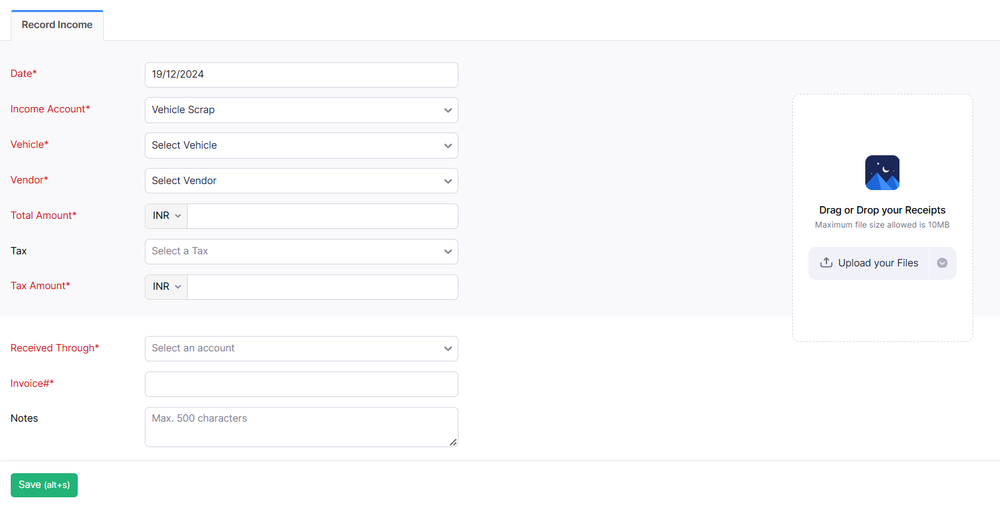 Record Income
Date*
19/12/2024
Income Account*
Vehicle Scrap
Vehicle*
Select Vehicle
Vendor*
Select Vendor
Total Amount*
INR
Tax
Select a Tax
Tax Amount*
INR
Drag or Drop your Receipts
Maximum file size allowed is 10MB
Upload your Files
Received Through*
Select an account
Invoice#*
Notes
Max. 500 characters
Save (alt+s)